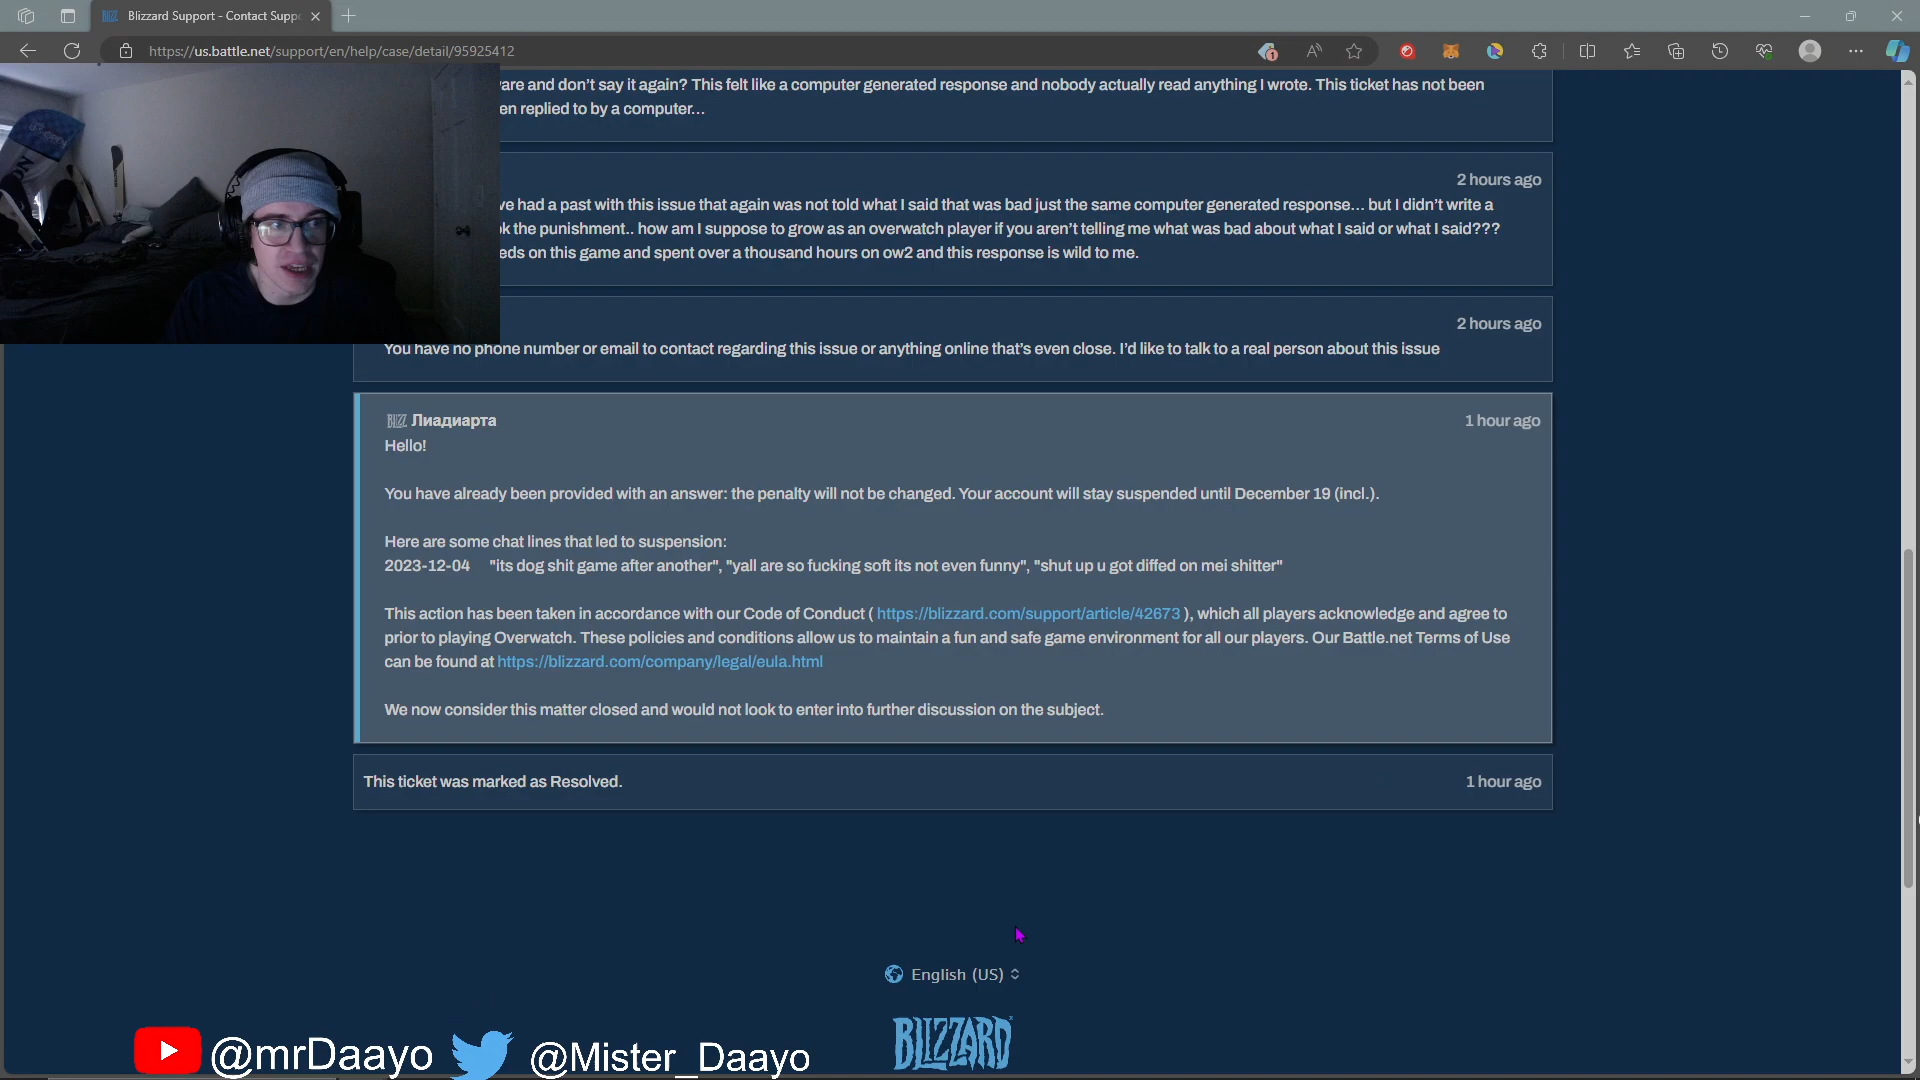 Blizzard Support - Contact Supp
https://us.battle.net/support/en/help/case/detail/95925412
are and don't say it again? This felt like a computer generated response and nobody actually read anything I wrote. This ticket has not been
en replied to by a computer...
2 hours ago
ve had a past with this issue that again was not told what I said that was bad just the same computer generated response... but I didn't write a
k the punishment.. how am I suppose to grow as an overwatch player if you aren't telling me what was bad about what I said or what I said???
eds on this game and spent over a thousand hours on ow2 and this response is wild to me.
2 hours ago
You have no phone number or email to contact regarding this issue or anything online that's even close. I'd like to talk to a real person about this issue
BLIZZ Лиадиарта 1 hour ago
Hello!
You have already been provided with an answer: the penalty will not be changed. Your account will stay suspended until December 19 (incl.).
Here are some chat lines that led to suspension:
2023-12-04 "its dog shit game after another", "yall are so fucking soft its not even funny", "shut up u got diffed on mei shitter"
This action has been taken in accordance with our Code of Conduct ( https://blizzard.com/support/article/42673 ), which all players acknowledge and agree to
prior to playing Overwatch. These policies and conditions allow us to maintain a fun and safe game environment for all our players. Our Battle.net Terms of Use
can be found at https://blizzard.com/company/legal/eula.html
We now consider this matter closed and would not look to enter into further discussion on the subject.
This ticket was marked as Resolved. 1 hour ago
English (US)
BLIZZARD
@mrDaayo @Mister_Daayo